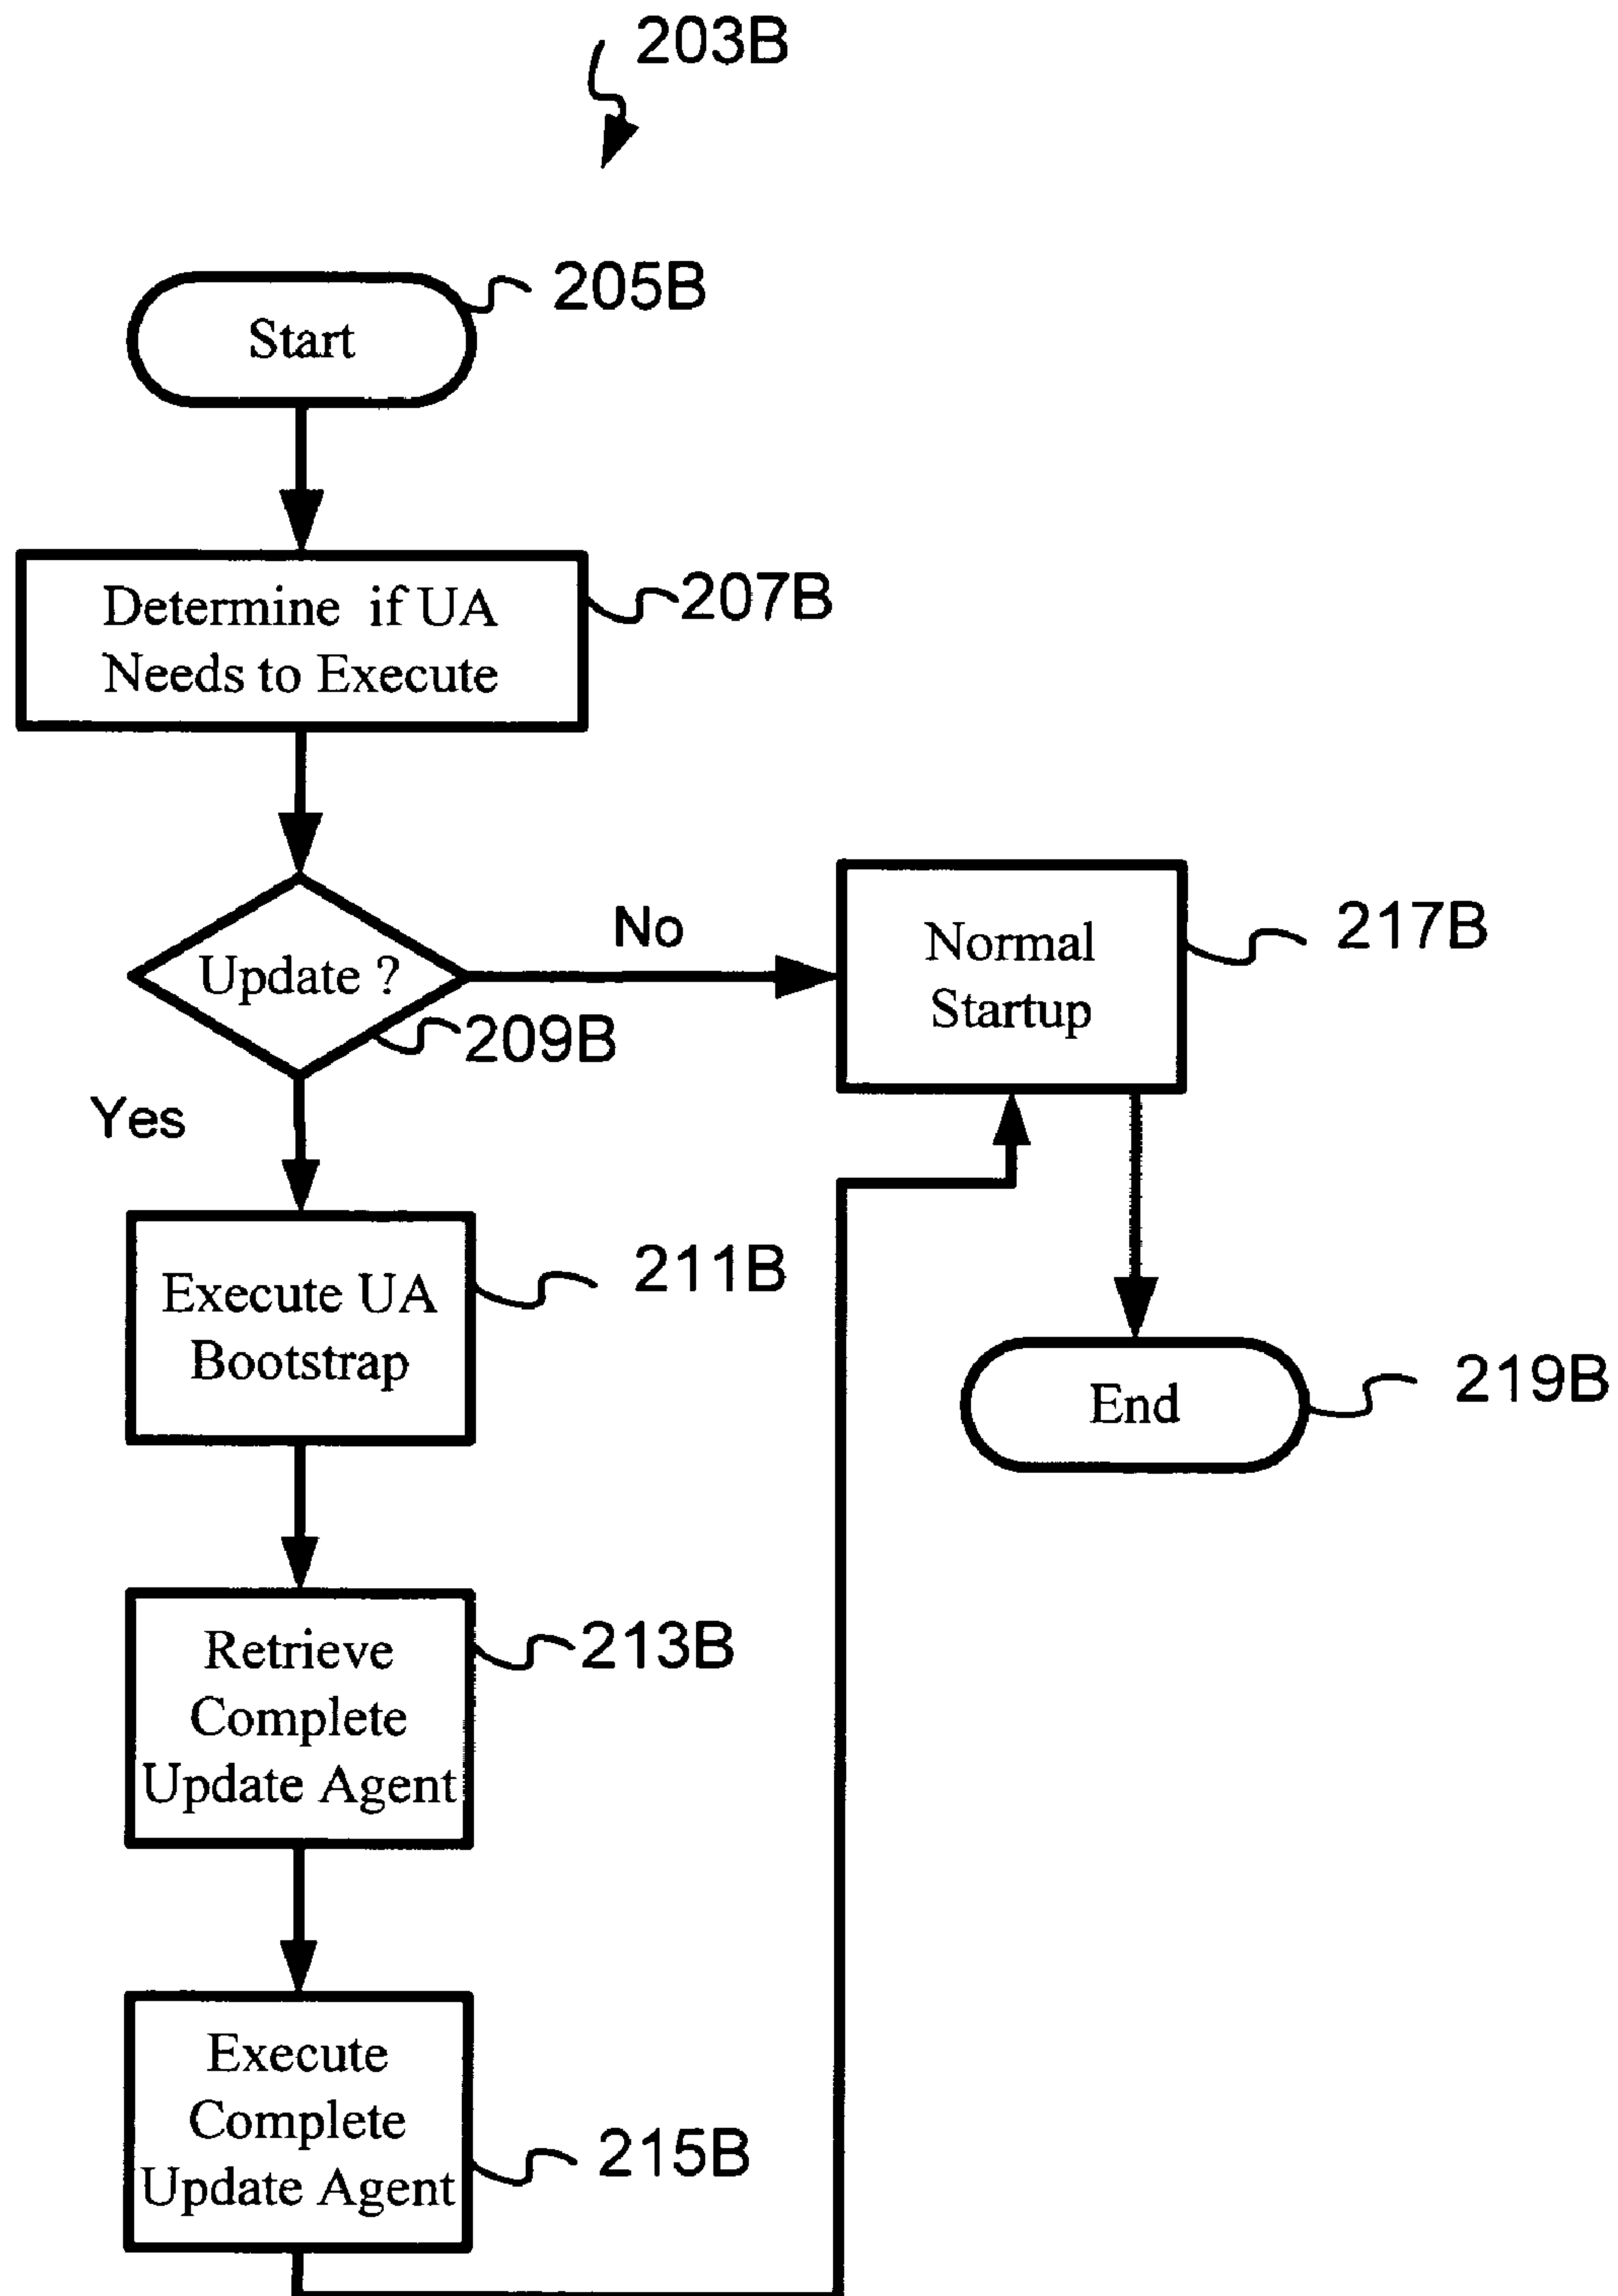 203B
205B
Start
Determine if UA
Needs to Execute
207B
Update ?
209B
No
Yes
Normal
Startup
217B
Execute UA
Bootstrap
211B
End
219B
Retrieve
Complete
Update Agent
213B
Execute
Complete
Update Agent
215B